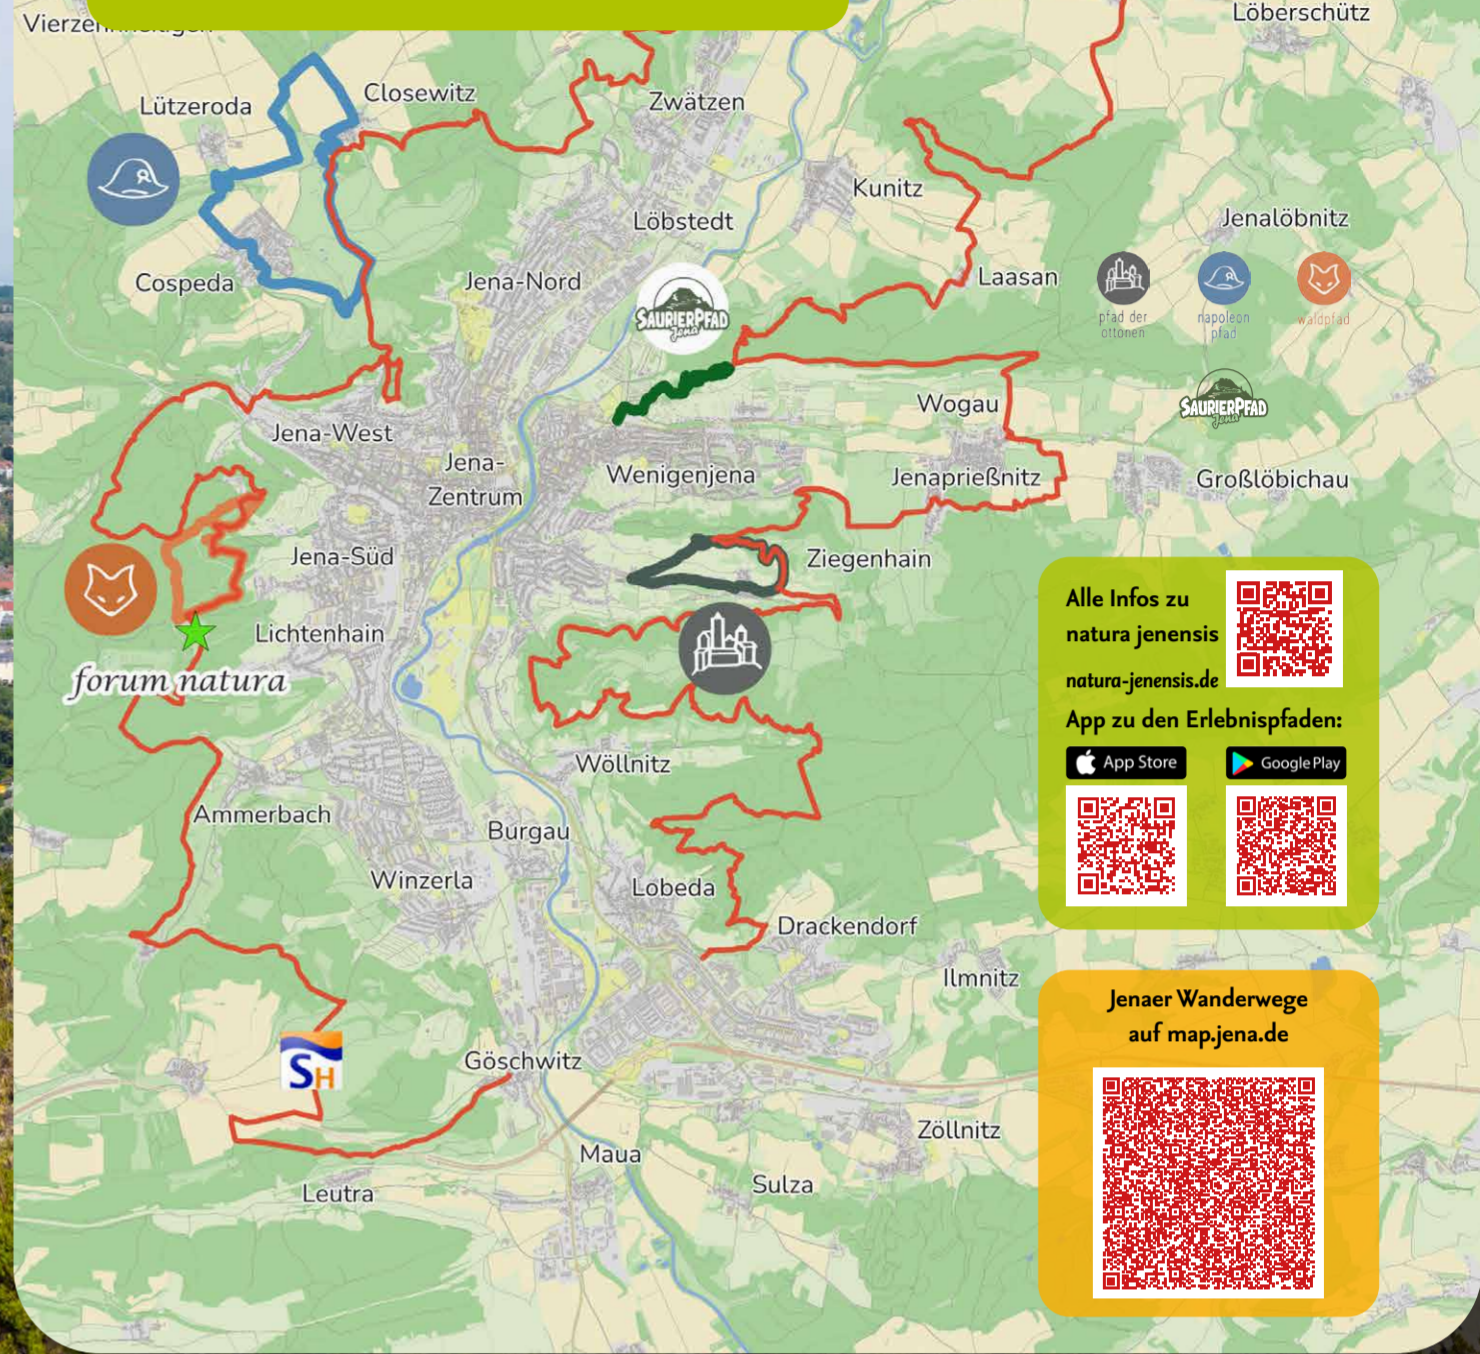 Löberschütz
Closewitz
Lützeroda
Zwätzen
Kunitz
Löbstedt
Jenalöbnitz
Cospeda
Jena-Nord
Laasan
SAURIERPFAD
Jena
pfad der
ottonen
napoleon
pfad
waldpfad
SAURIERPFAD
Jena
Wogau
Jena-West
Jena-
Zentrum
Wenigenjena
Jenaprießnitz
Großlöbichau
Jena-Süd
Ziegenhain
Lichtenhain
forum natura
Alle Infos zu
natura jenensis
natura-jenensis.de
App zu den Erlebnispfaden:
App Store
Google Play
Wöllnitz
Ammerbach
Burgau
Winzerla
Lobeda
Drackendorf
Ilmnitz
Jenaer Wanderwege
auf map.jena.de
SH
Göschwitz
Zöllnitz
Maua
Sulza
Leutra